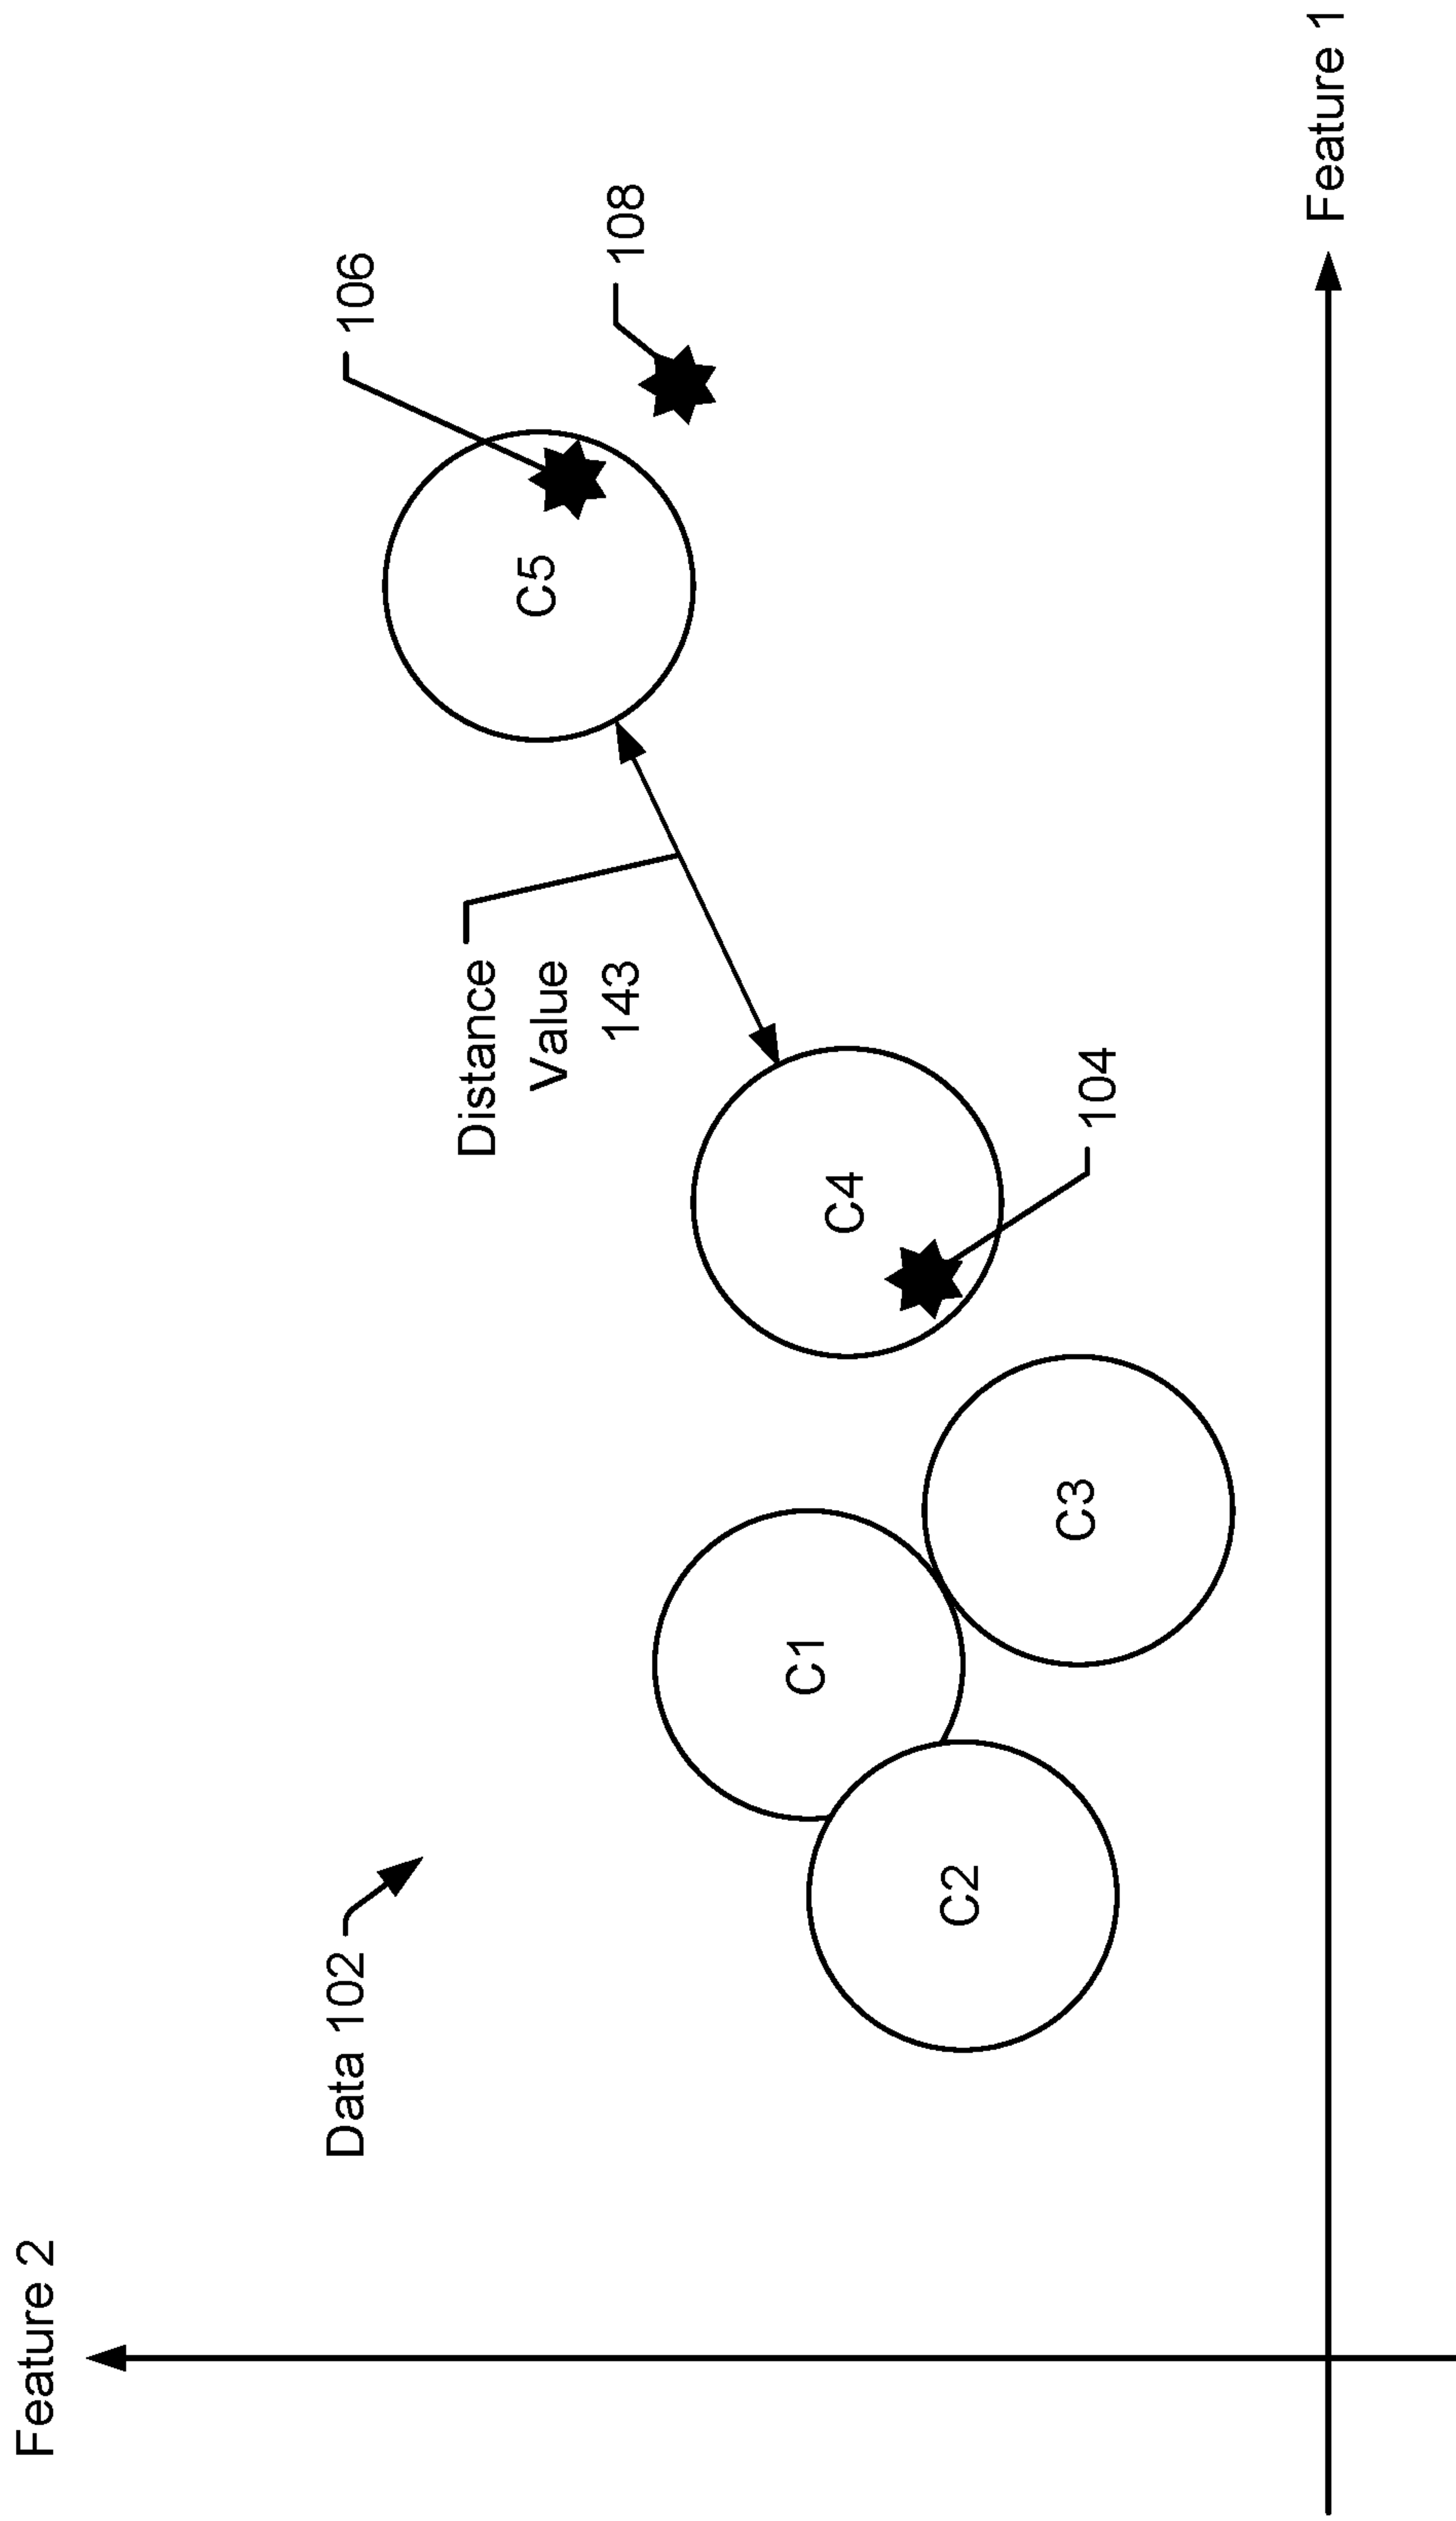 Feature 2
Data 102
106
108
C5
Distance
Value
143
C4
104
C1
C2
C3
Feature 1